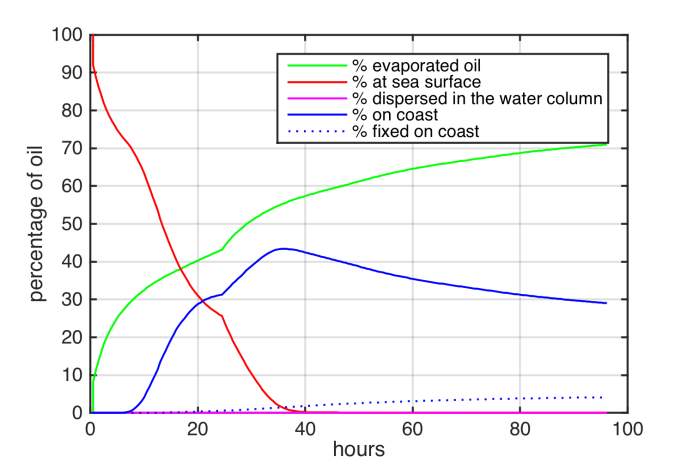 100
90
80
70
60
50
40
30
20
10
0
percentage of oil
% evaporated oil
% at sea surface
% dispersed in the water column
% on coast
% fixed on coast
0 20 40 60 80 100
hours